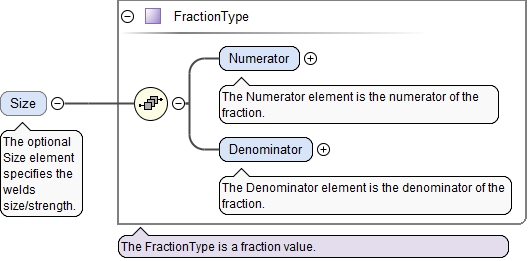 FractionType
Numerator
The Numerator element is the numerator of the
fraction.
Size
The optional
Size element
specifies the
welds
size/strength.
Denominator
The Denominator element is the denominator of the
fraction.
The FractionType is a fraction value.